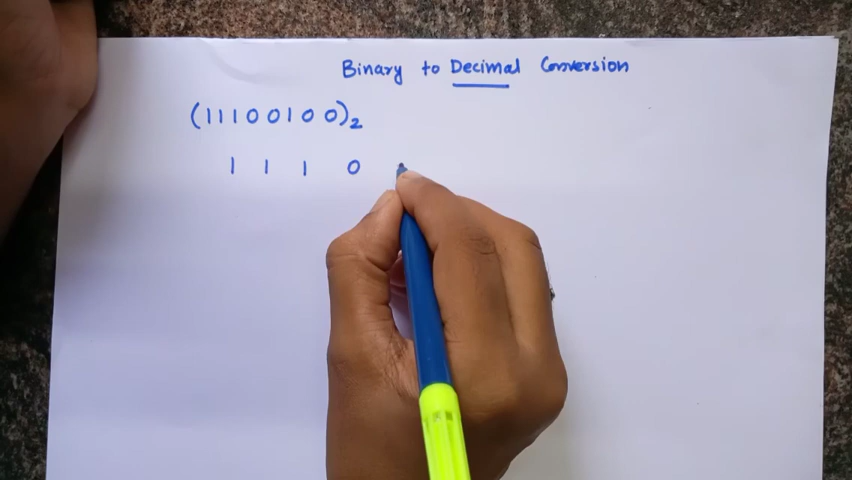 Binary to Decimal Conversion
(11100100)₂
1 1 1 0